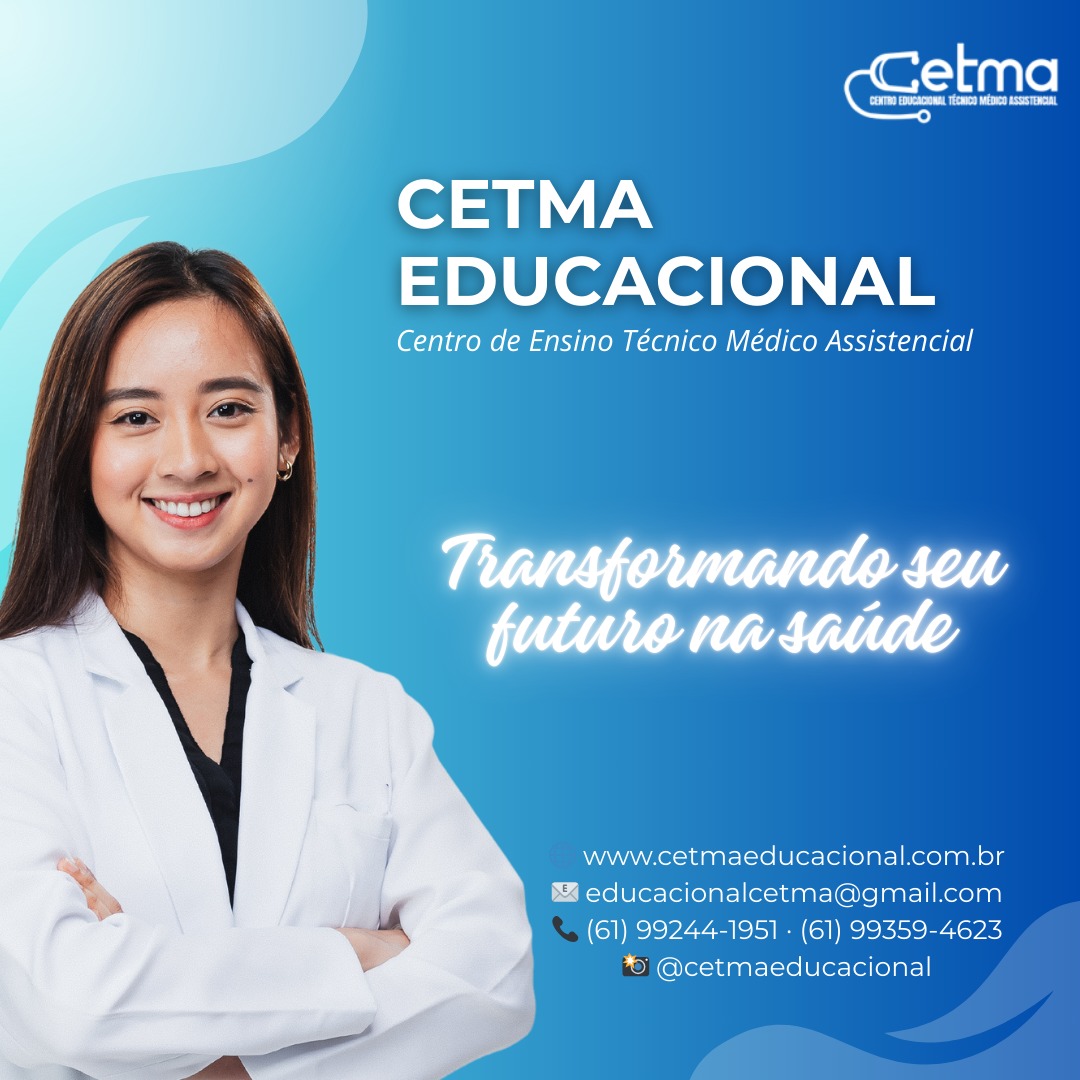 Cetma
CENTRO EDUCACIONAL TÉCNICO MÉDICO ASSISTENCIAL
CETMA
EDUCACIONAL
Centro de Ensino Técnico Médico Assistencial
Transformando seu
futuro na saúde
www.cetmaeducacional.com.br
educacionalcetma@gmail.com
(61) 99244-1951 · (61) 99359-4623
@cetmaeducacional